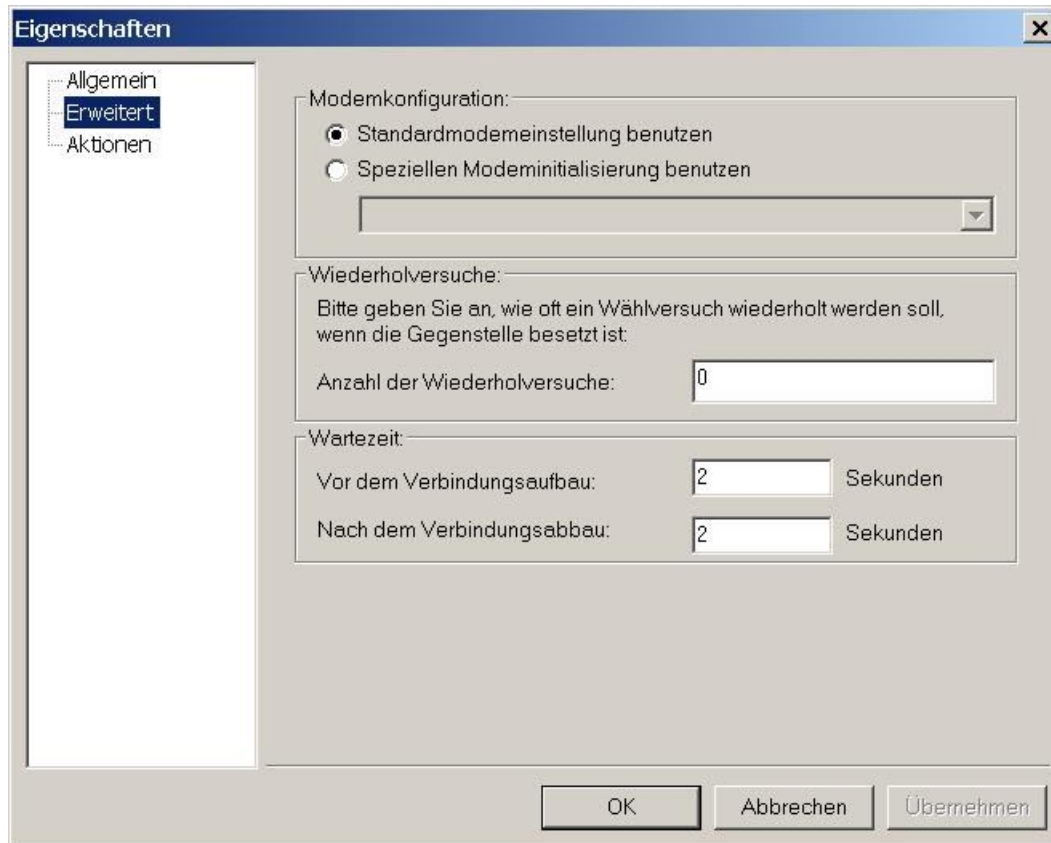 Eigenschaften
Allgemein
Erweitert
Aktionen
Modemkonfiguration:
Standardmodemeinstellung benutzen
Speziellen Modeminitialisierung benutzen
Wiederholversuche:
Bitte geben Sie an, wie oft ein Wählversuch wiederholt werden soll,
wenn die Gegenstelle besetzt ist:
Anzahl der Wiederholversuche: 0
Wartezeit:
Vor dem Verbindungsaufbau: 2 Sekunden
Nach dem Verbindungsabbau: 2 Sekunden
OK Abbrechen Übernehmen